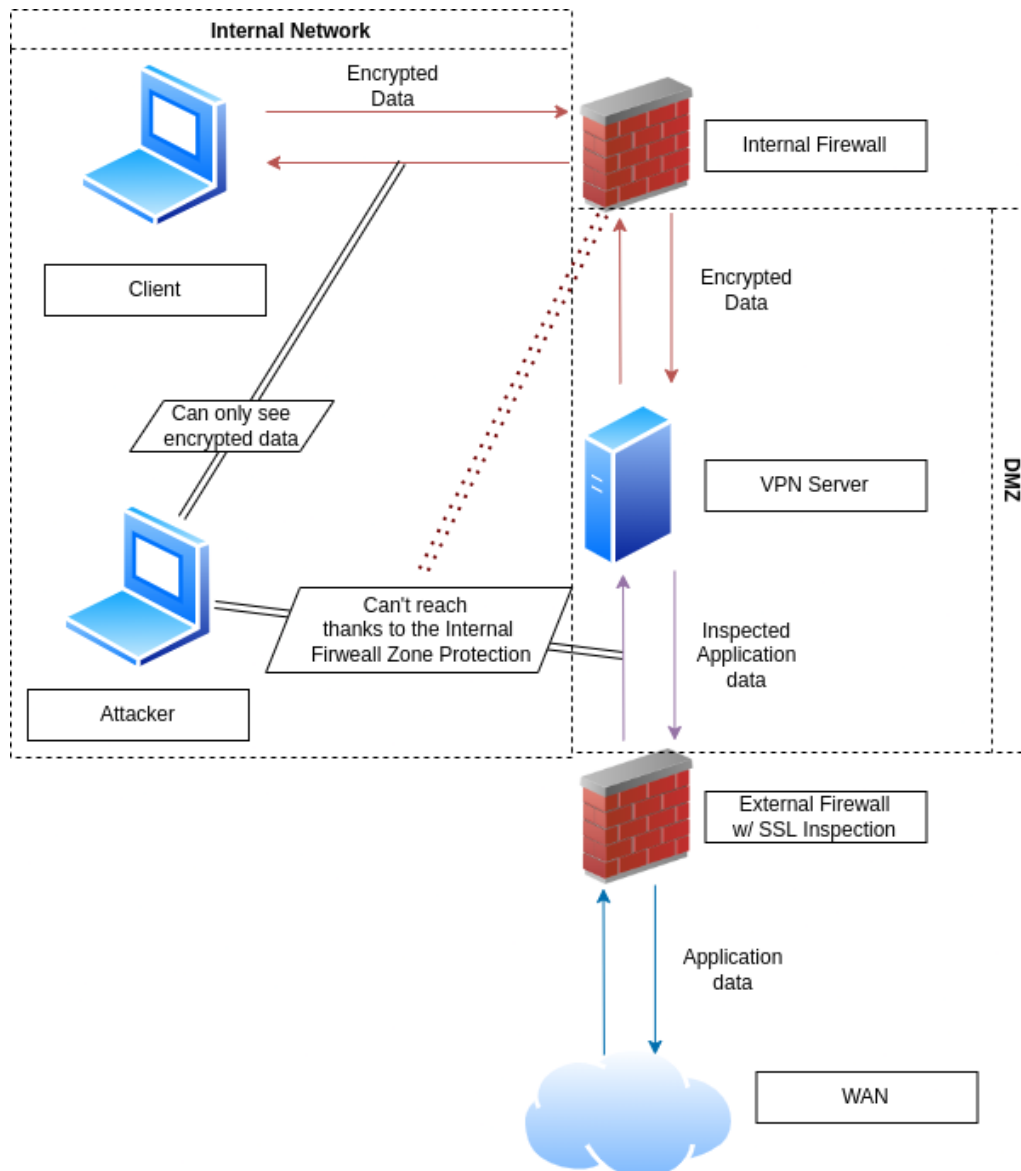 Internal Network
Encrypted
Data
Internal Firewall
Client
Encrypted
Data
Can only see
encrypted data
VPN Server
DMZ
Can't reach
thanks to the Internal
Firweall Zone Protection
Inspected
Application
data
Attacker
External Firewall
w/ SSL Inspection
Application
data
WAN